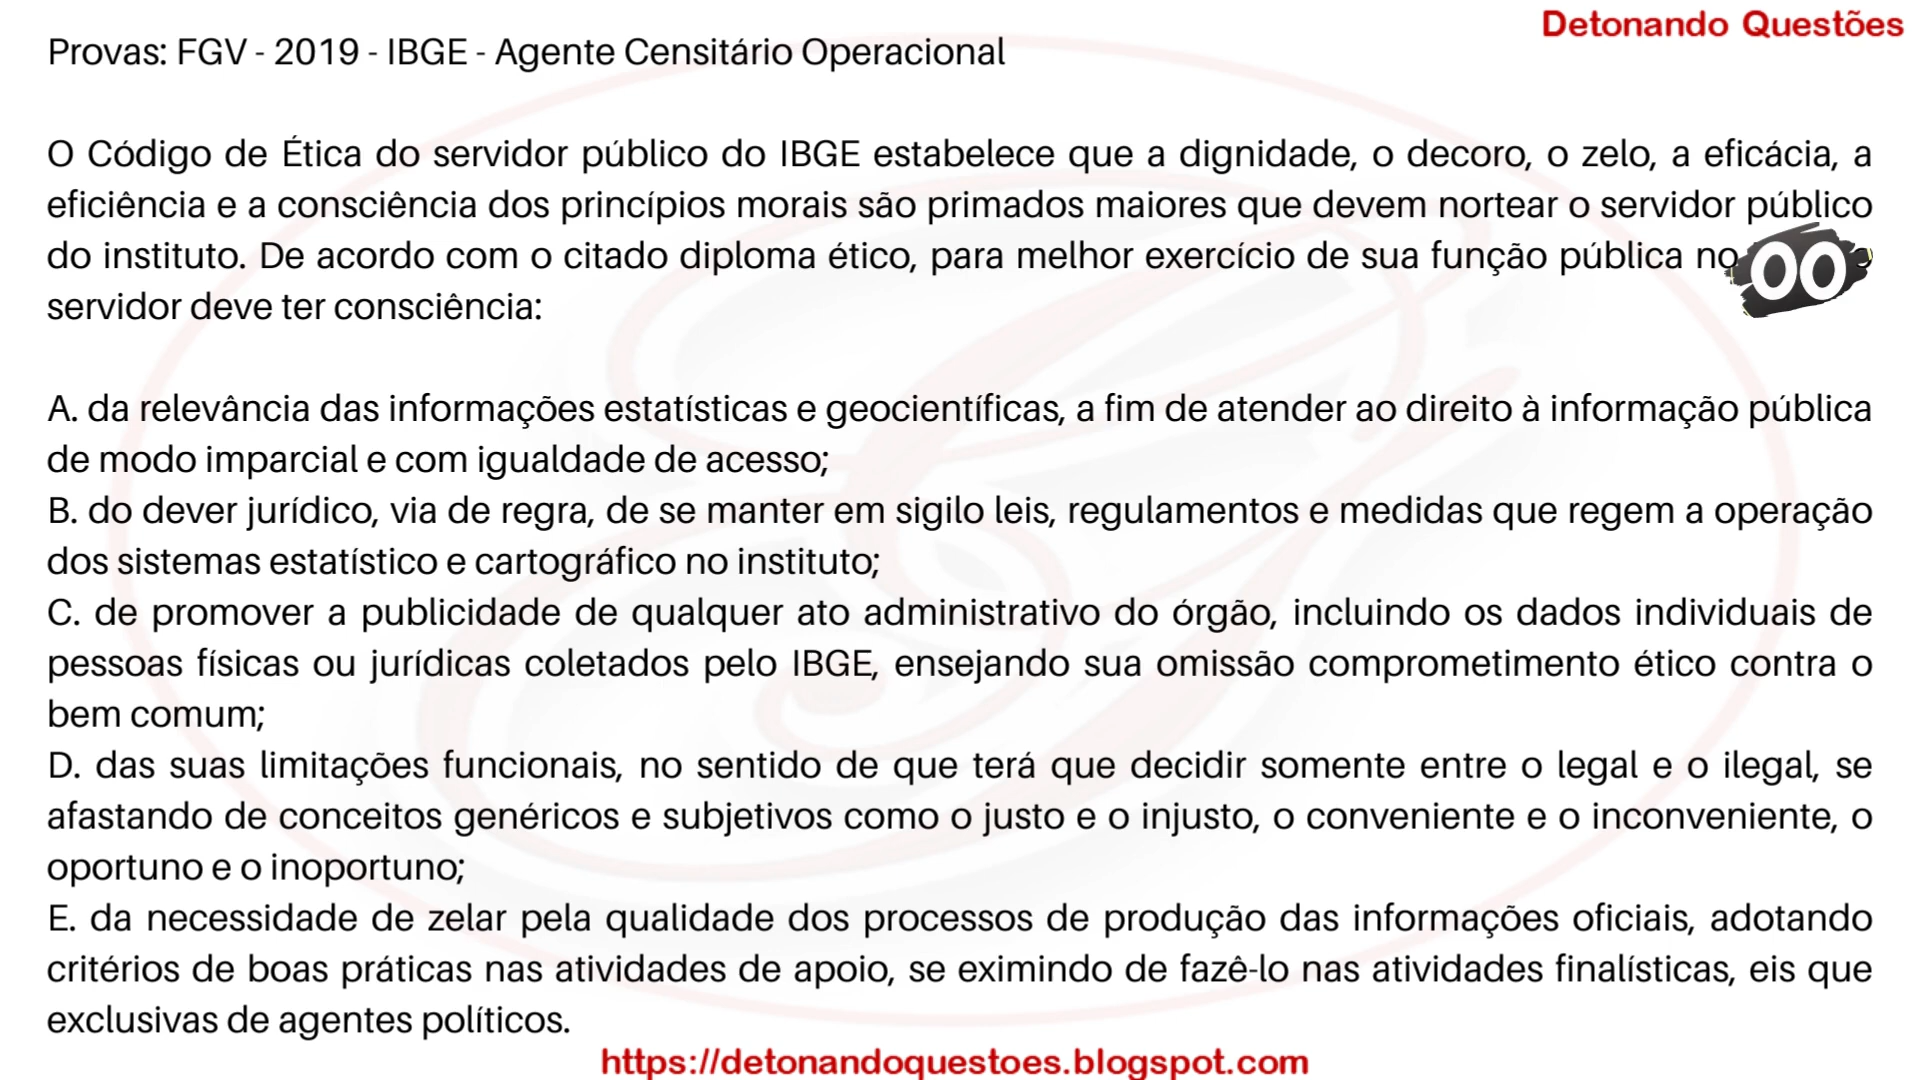 Detonando Questões
Provas: FGV - 2019 - IBGE - Agente Censitário Operacional
O Código de Ética do servidor público do IBGE estabelece que a dignidade, o decoro, o zelo, a eficácia, a
eficiência e a consciência dos princípios morais são primados maiores que devem nortear o servidor público
do instituto. De acordo com o citado diploma ético, para melhor exercício de sua função pública no
00
servidor deve ter consciência:
A. da relevância das informações estatísticas e geocientíficas, a fim de atender ao direito à informação pública
de modo imparcial e com igualdade de acesso;
B. do dever jurídico, via de regra, de se manter em sigilo leis, regulamentos e medidas que regem a operação
dos sistemas estatístico e cartográfico no instituto;
C. de promover a publicidade de qualquer ato administrativo do órgão, incluindo os dados individuais de
pessoas físicas ou jurídicas coletados pelo IBGE, ensejando sua omissão comprometimento ético contra o
bem comum;
D. das suas limitações funcionais, no sentido de que terá que decidir somente entre o legal e o ilegal, se
afastando de conceitos genéricos e subjetivos como o justo e o injusto, o conveniente e o inconveniente, o
oportuno e o inoportuno;
E. da necessidade de zelar pela qualidade dos processos de produção das informações oficiais, adotando
critérios de boas práticas nas atividades de apoio, se eximindo de fazê-lo nas atividades finalísticas, eis que
exclusivas de agentes políticos.
https://detonandoquestoes.blogspot.com